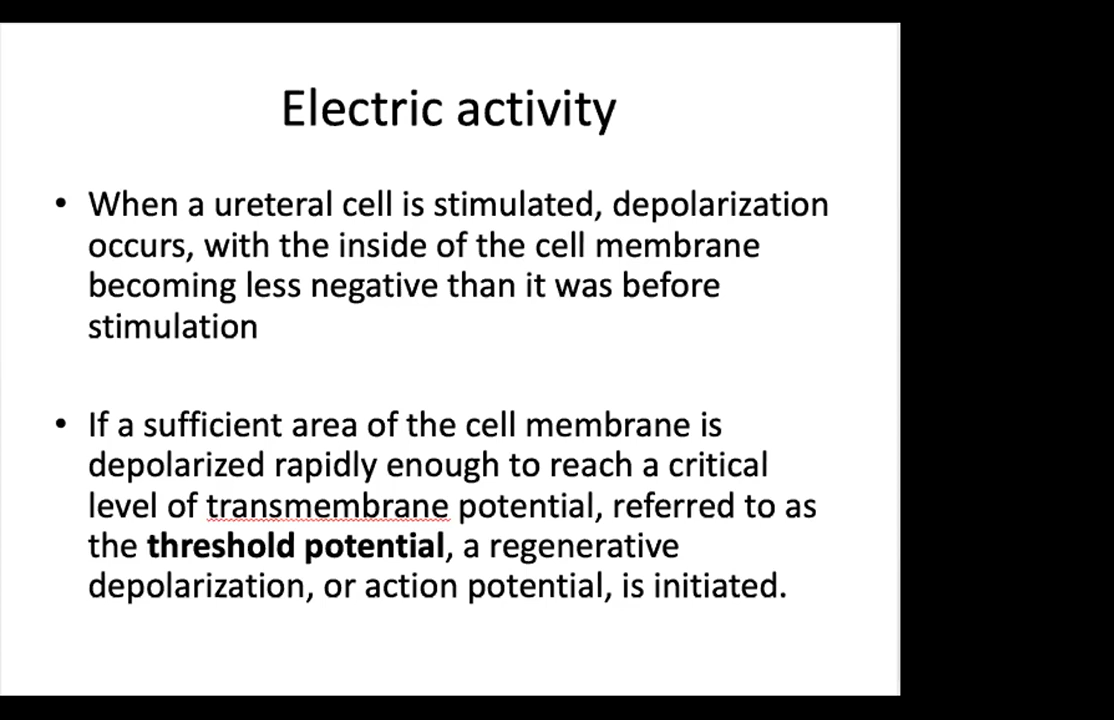 Electric activity
• When a ureteral cell is stimulated, depolarization
occurs, with the inside of the cell membrane
becoming less negative than it was before
stimulation
• If a sufficient area of the cell membrane is
depolarized rapidly enough to reach a critical
level of transmembrane potential, referred to as
the threshold potential, a regenerative
depolarization, or action potential, is initiated.